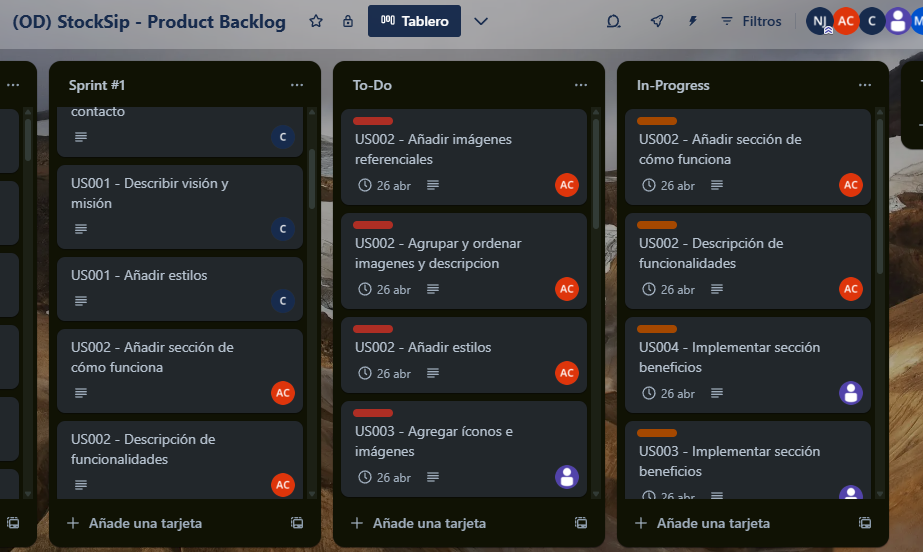 (OD) StockSip - Product Backlog
Tablero
Filtros
NJ
AC
C
Sprint #1
contacto
C
US001 - Describir visión y
misión
C
US001 - Añadir estilos
C
US002 - Añadir sección de
cómo funciona
AC
US002 - Descripción de
funcionalidades
AC
Añade una tarjeta
To-Do
US002 - Añadir imágenes
referenciales
26 abr
AC
US002 - Agrupar y ordenar
imagenes y descripcion
26 abr
AC
US002 - Añadir estilos
26 abr
AC
US003 - Agregar íconos e
imágenes
26 abr
Añade una tarjeta
In-Progress
US002 - Añadir sección de
cómo funciona
26 abr
AC
US002 - Descripción de
funcionalidades
26 abr
AC
US004 - Implementar sección
beneficios
26 abr
US003 - Implementar sección
beneficios
26 abr
Añade una tarjeta